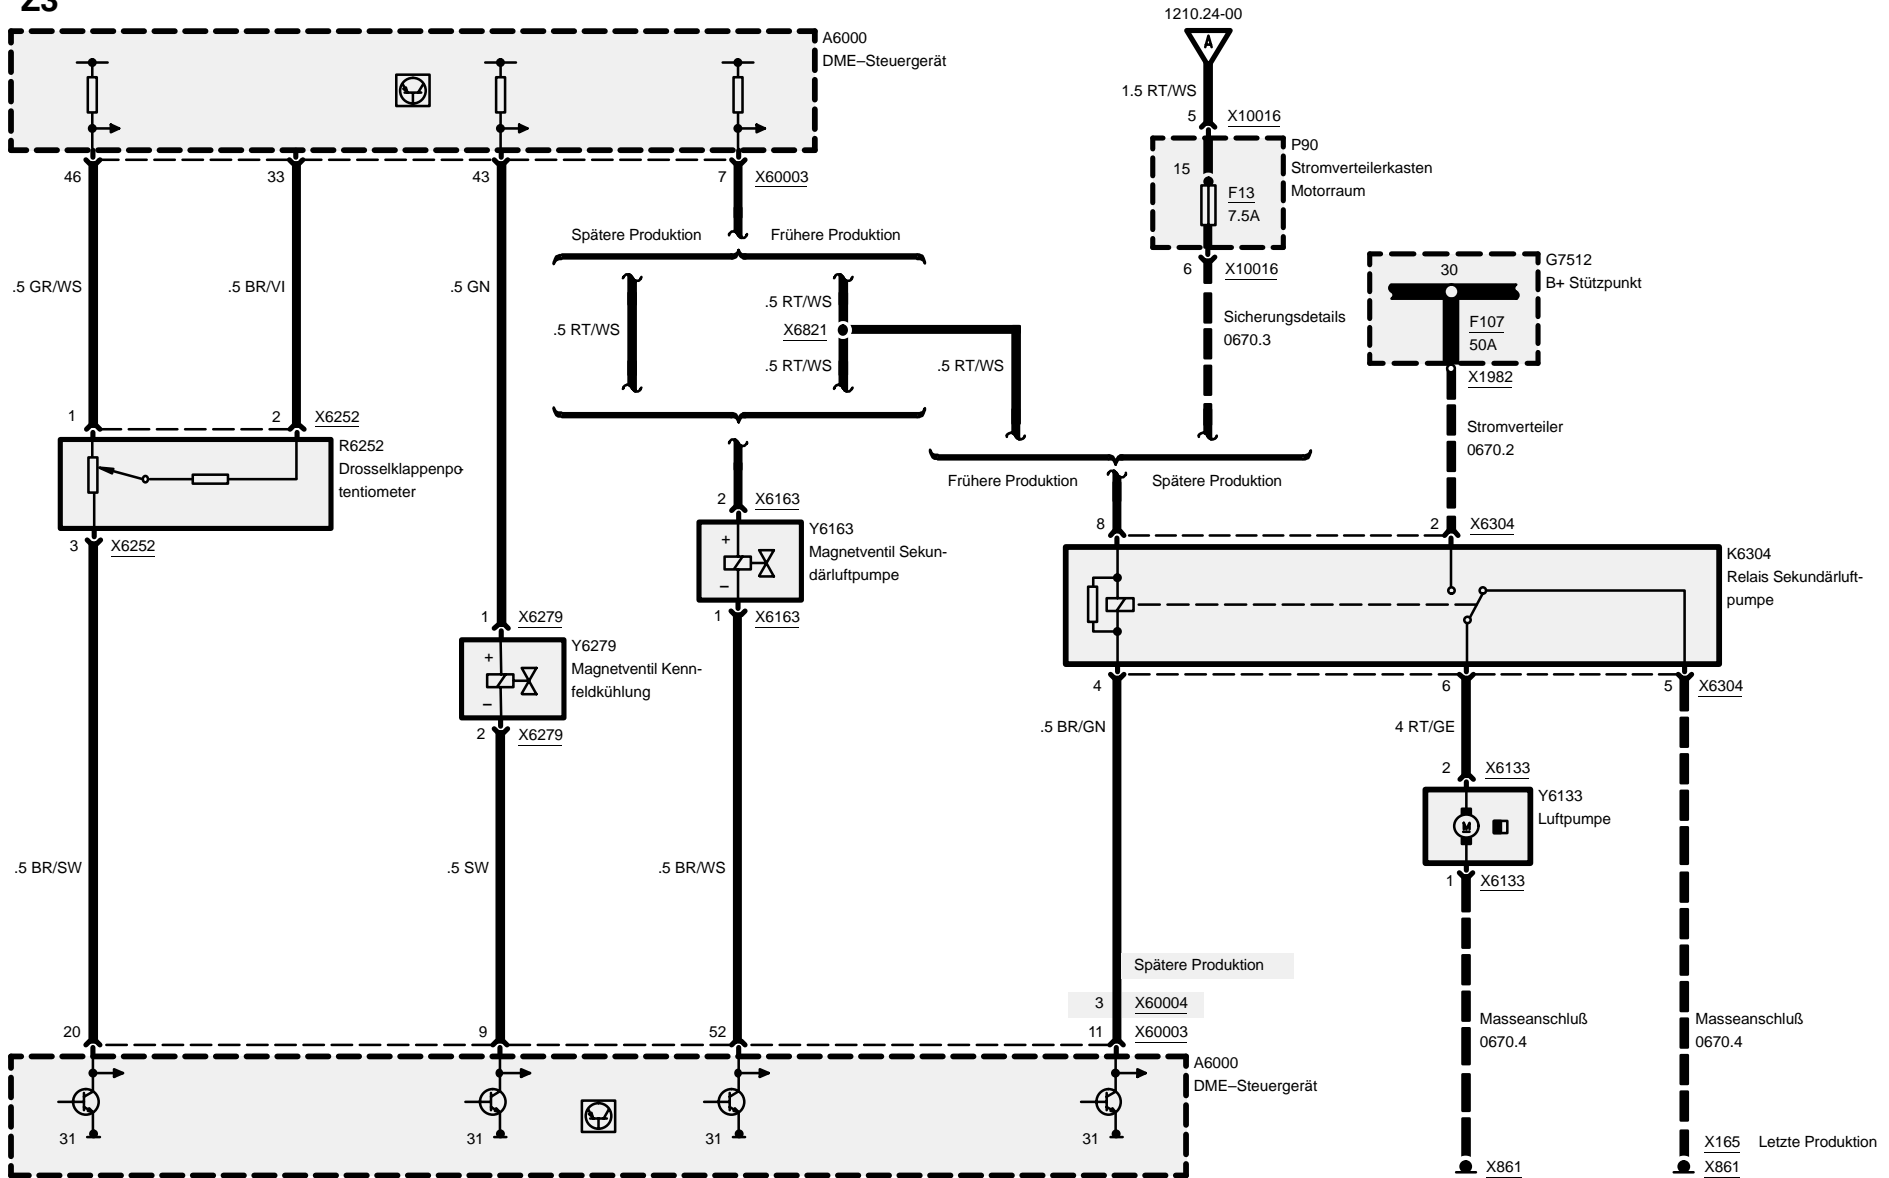 Z3
1210.24-00
A
A6000
DME–Steuergerät
1.5 RT/WS
5 X10016
P90
Stromverteilerkasten
Motorraum
15
F13
7.5A
46 33 43 7 X60003
Spätere Produktion Frühere Produktion
6 X10016
G7512
B+ Stützpunkt
30
F107
50A
X1982
.5 GR/WS .5 BR/VI .5 GN
.5 RT/WS
.5 RT/WS
X6821
.5 RT/WS
.5 RT/WS
Sicherungsdetails
0670.3
Stromverteiler
0670.2
1 2 X6252
R6252
Drosselklappenpo-
tentiometer
3 X6252
Frühere Produktion Spätere Produktion
2 X6163
Y6163
Magnetventil Sekun-
därluftpumpe
+
–
1 X6163
8 2 X6304
K6304
Relais Sekundärluft-
pumpe
1 X6279
Y6279
Magnetventil Kenn-
feldkühlung
+
–
2 X6279
4 6 5 X6304
.5 BR/GN 4 RT/GE
2 X6133
Y6133
Luftpumpe
M
1 X6133
.5 BR/SW .5 SW .5 BR/WS
Spätere Produktion
3 X60004
20 9 52 11 X60003
Masseanschluß
0670.4
Masseanschluß
0670.4
A6000
DME–Steuergerät
31 31 31 31
X861
X165 Letzte Produktion
X861